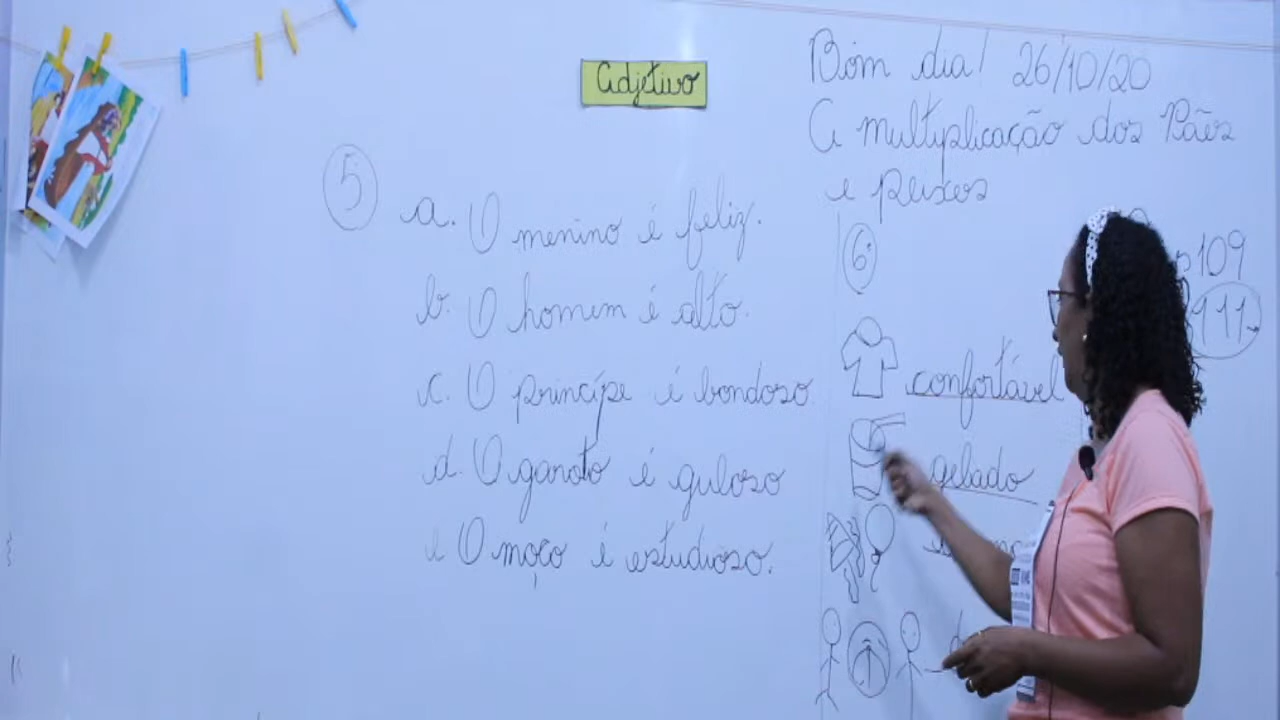 Adjetivo
Bom dia! 26/10/20
A multiplicação dos Pães
e peixes
5
a. O menino é feliz.
b. O homem é alto.
c. O príncipe é bondoso.
d. O garoto é guloso
e O moço é estudioso.
6
109
111
confortável
gelado